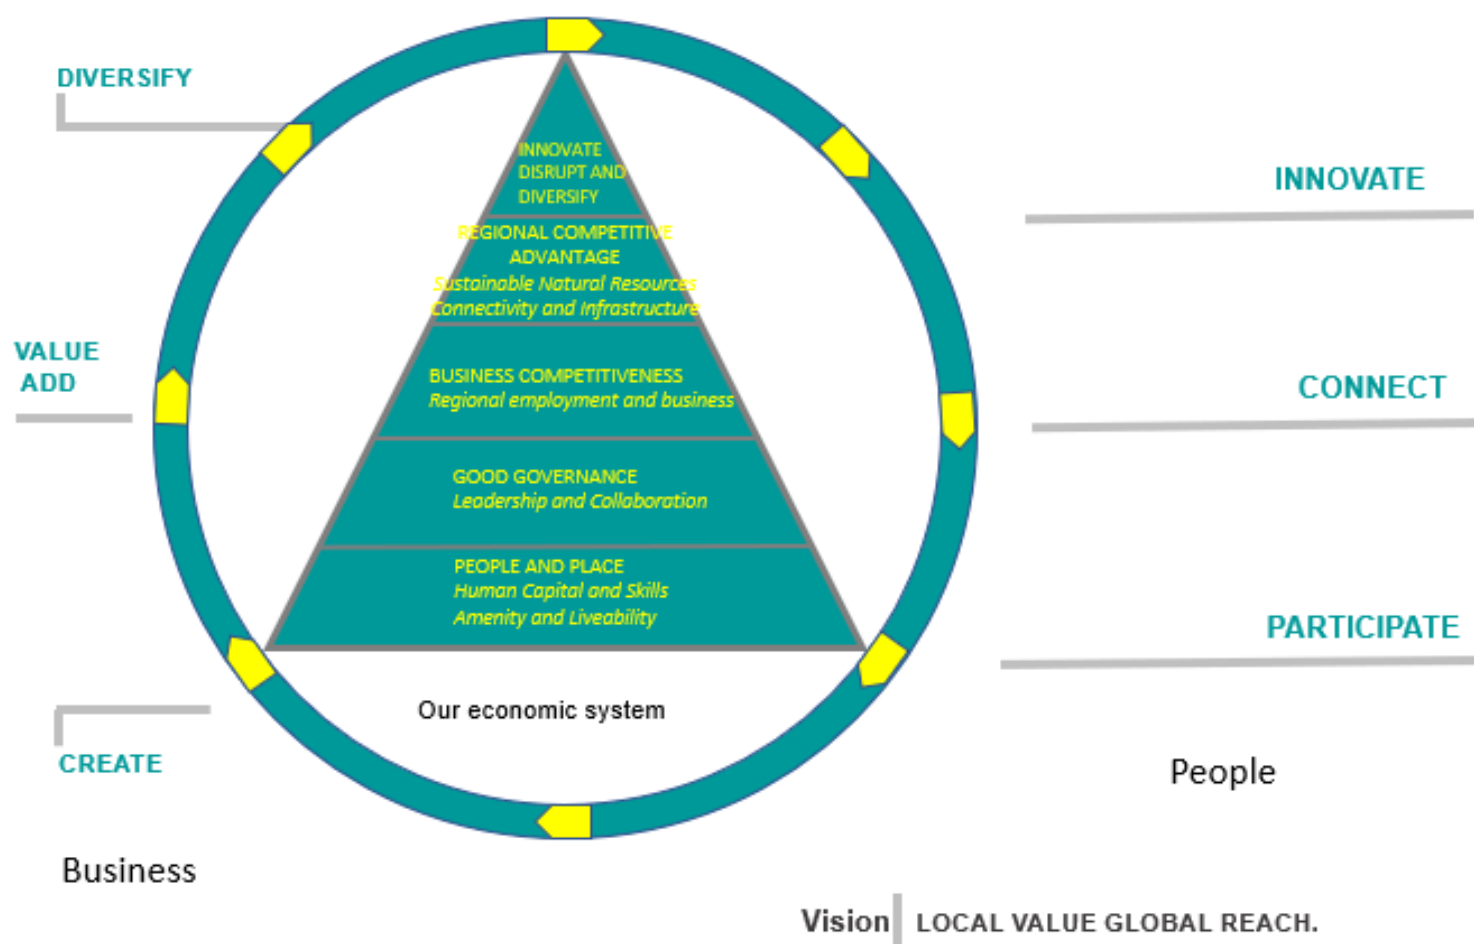 DIVERSIFY
VALUE
ADD
CREATE
Business
INNOVATE
DISRUPT AND
DIVERSIFY
REGIONAL COMPETITIVE
ADVANTAGE
Sustainable Natural Resources
Connectivity and Infrastructure
BUSINESS COMPETITIVENESS
Regional employment and business
GOOD GOVERNANCE
Leadership and Collaboration
PEOPLE AND PLACE
Human Capital and Skills
Amenity and Liveability
Our economic system
INNOVATE
CONNECT
PARTICIPATE
People
Vision LOCAL VALUE GLOBAL REACH.